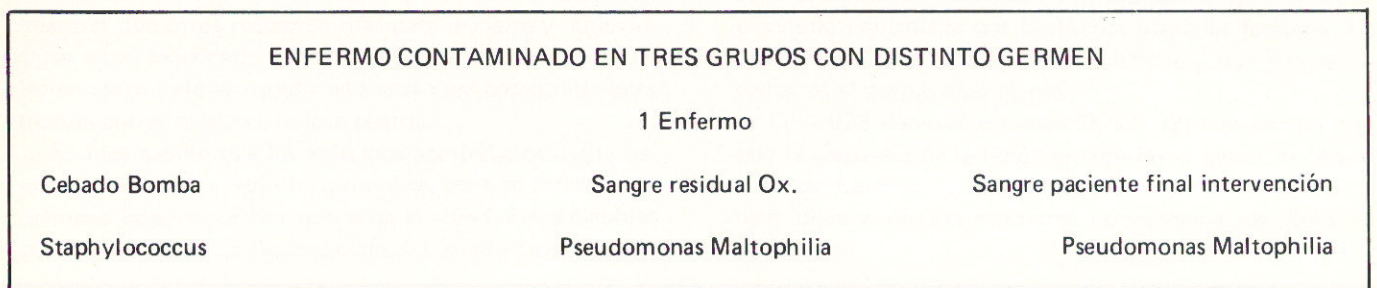 ENFERMO CONTAMINADO EN TRES GRUPOS CON DISTINTO GERMEN
1 Enfermo
Cebado Bomba Sangre residual Ox. Sangre paciente final intervención
Staphylococcus Pseudomonas Maltophilia Pseudomonas Maltophilia